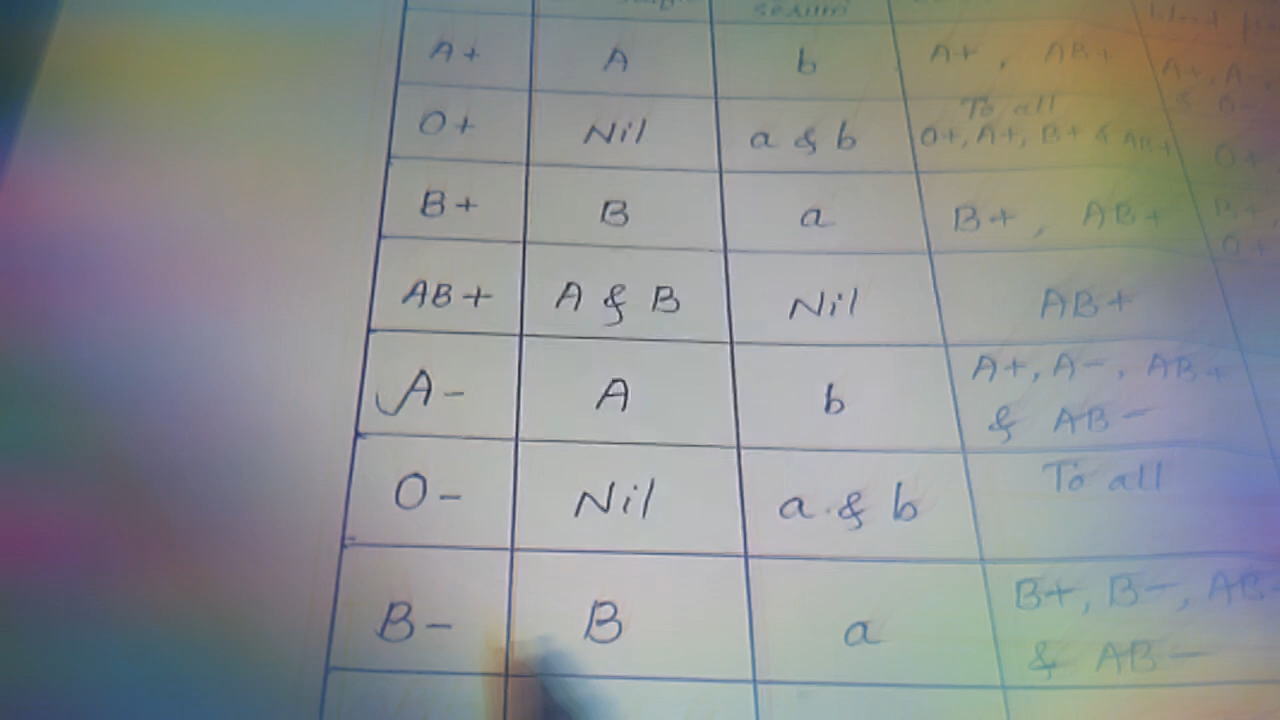 serum
A+ A b A+, AB+ A+, A-,
& O-
O+ Nil a & b To all
O+, A+, B+ & AB+ O+
B+ B a B+, AB+ B+,
O+
AB+ A & B Nil AB+
A- A b A+, A-, AB+
& AB-
O- Nil a & b To all
B- B a B+, B-, AB
& AB-